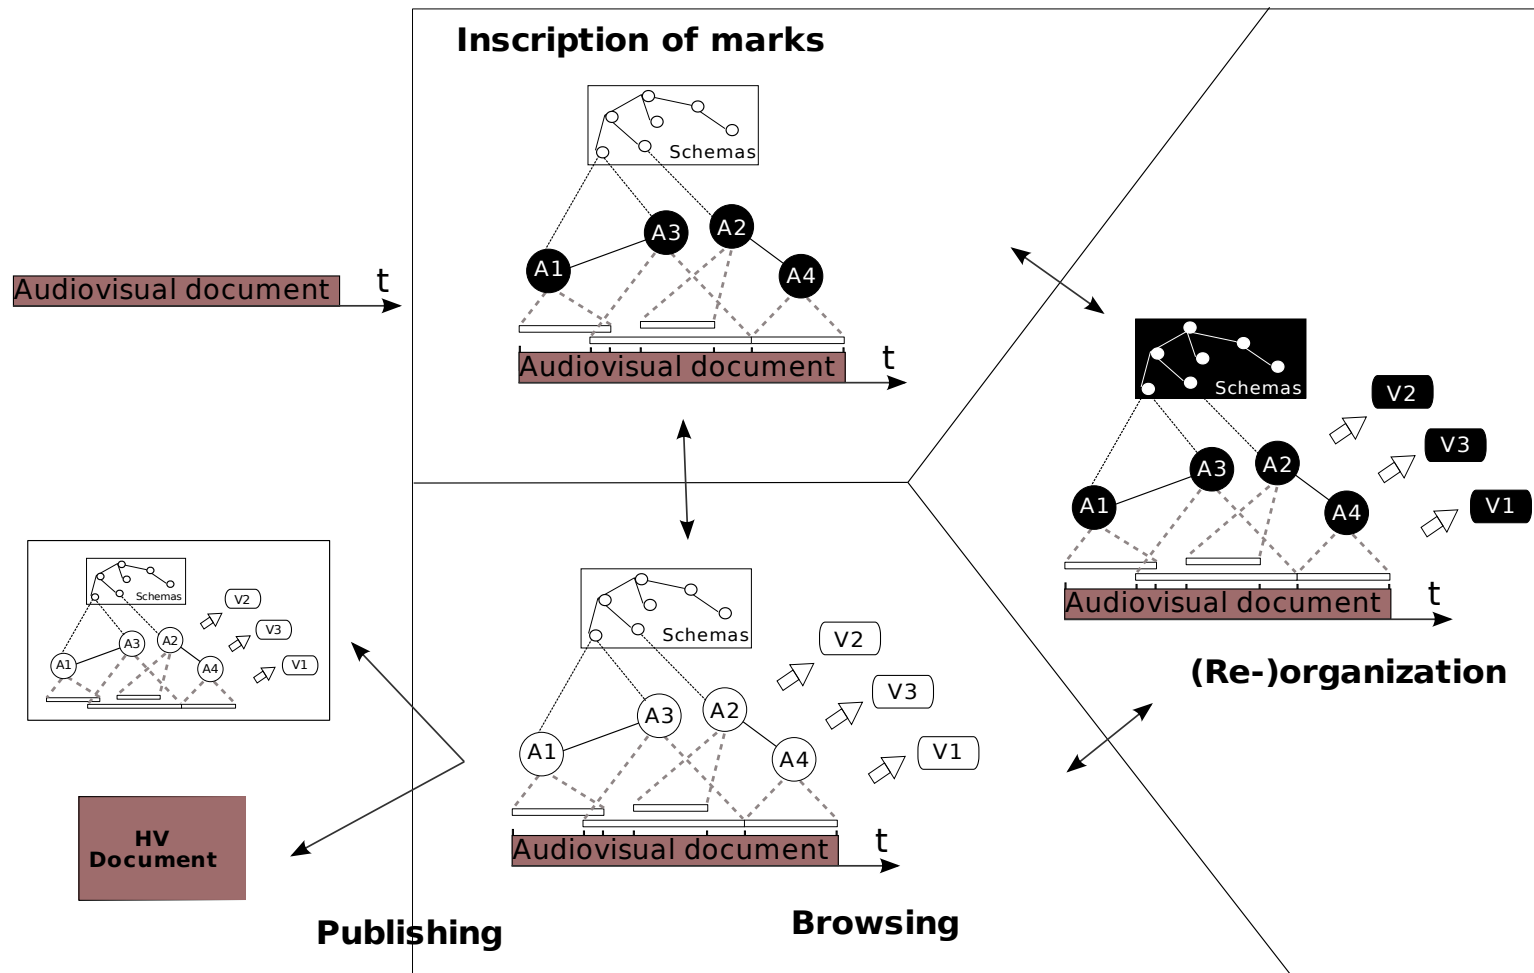 Inscription of marks
Schemas
A3
A2
A1
A4
Audiovisual document
t
Audiovisual document
t
Schemas
V2
V3
A3
A2
A1
A4
V1
Audiovisual document
t
(Re-)organization
Schemas
V2
V3
A3
A2
A1
A4
V1
Schemas
V2
V3
A3
A2
A1
A4
V1
Audiovisual document
t
HV
Document
Publishing
Browsing